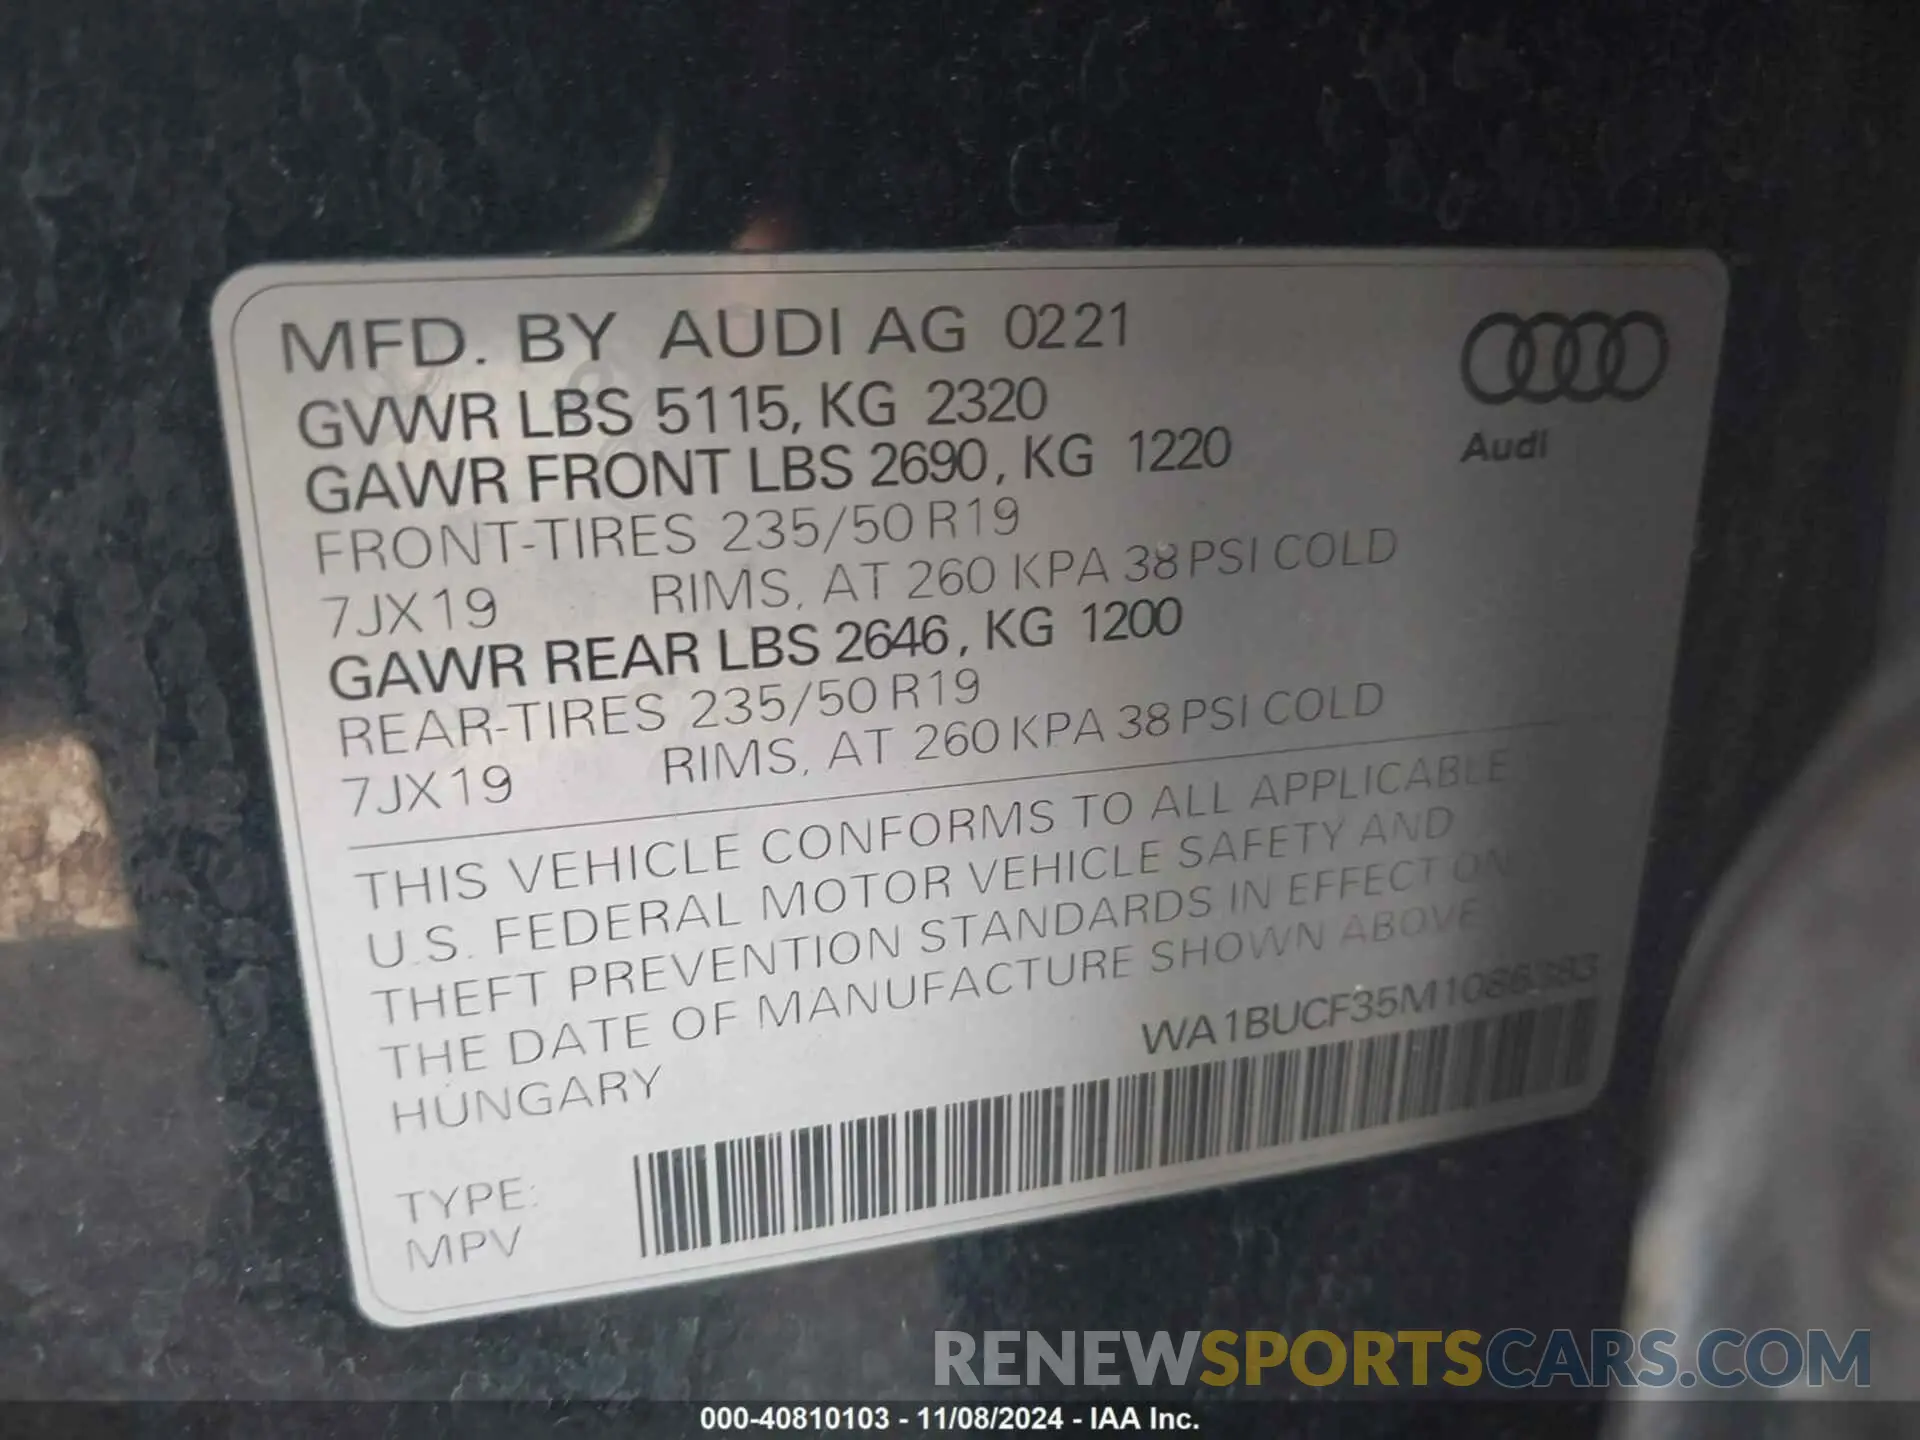 MFD. BY AUDI AG 0221
GVWR LBS 5115, KG 2320
GAWR FRONT LBS 2690, KG 1220
FRONT-TIRES 235/50 R19
7JX19 RIMS, AT 260 KPA 38 PSI COLD
GAWR REAR LBS 2646, KG 1200
REAR-TIRES 235/50 R19
7JX19 RIMS, AT 260 KPA 38 PSI COLD
Audi
THIS VEHICLE CONFORMS TO ALL APPLICABLE
U.S. FEDERAL MOTOR VEHICLE SAFETY AND
THEFT PREVENTION STANDARDS IN EFFECT ON
THE DATE OF MANUFACTURE SHOWN ABOVE
HUNGARY
WA1BUCF35M1086383
TYPE:
MPV
RENEWSPORTSCARS.COM
000-40810103 - 11/08/2024 - IAA Inc.